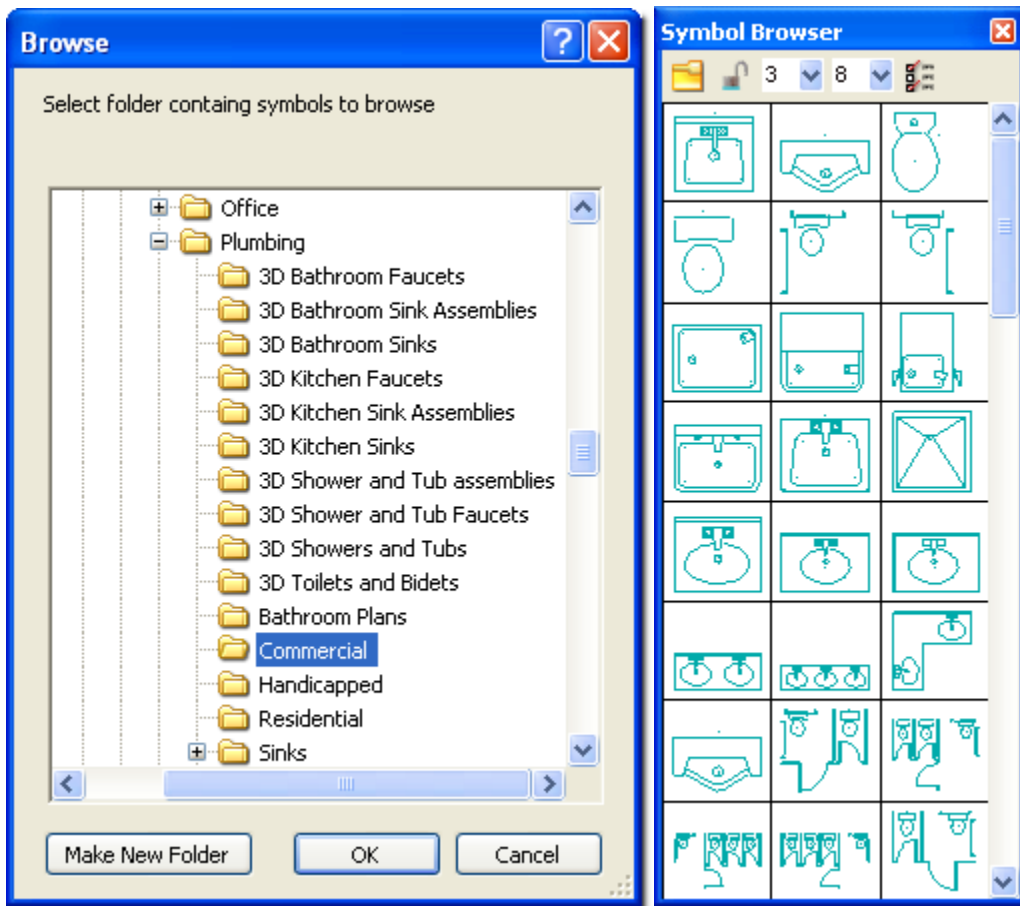 Browse
Select folder containg symbols to browse
Office
Plumbing
3D Bathroom Faucets
3D Bathroom Sink Assemblies
3D Bathroom Sinks
3D Kitchen Faucets
3D Kitchen Sink Assemblies
3D Kitchen Sinks
3D Shower and Tub assemblies
3D Shower and Tub Faucets
3D Showers and Tubs
3D Toilets and Bidets
Bathroom Plans
Commercial
Handicapped
Residential
Sinks
Make New Folder
OK
Cancel
Symbol Browser
3 8